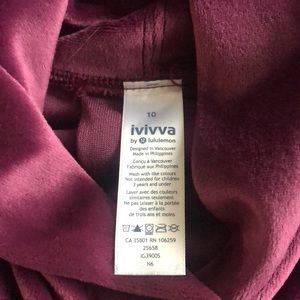 10
ivivva
by lululemon
Designed in Vancouver
Made in Philippines
Conçu à Vancouver
Fabriqué aux Philippines
Wash with like colours
Not intended for children
3 years and under
Laver avec des couleurs
similaires seulement
Ne pas laisser à la portée
des enfants
de trois ans et moins
CA 35801 RN 106259
25658
IG3900S
N6